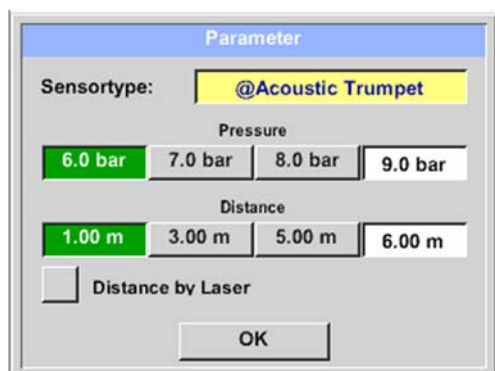 Parameter
Sensortype: @Acoustic Trumpet
Pressure
6.0 bar 7.0 bar 8.0 bar 9.0 bar
Distance
1.00 m 3.00 m 5.00 m 6.00 m
Distance by Laser
OK